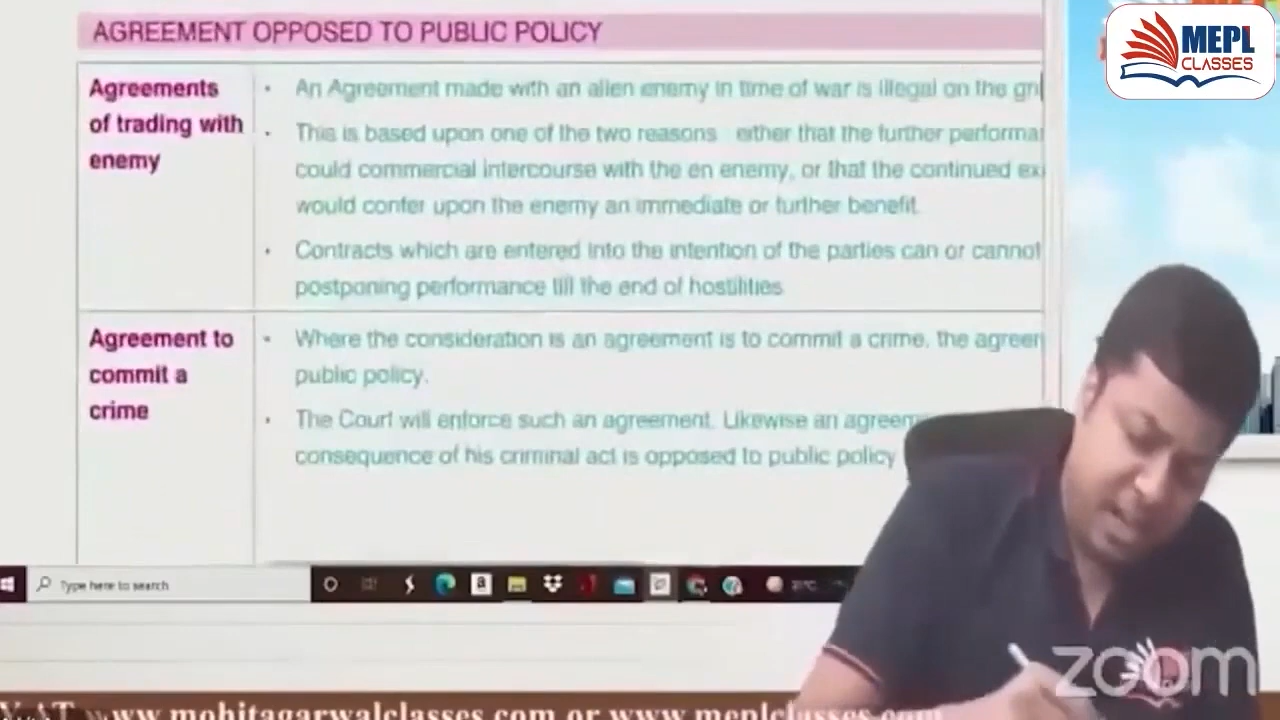 AGREEMENT OPPOSED TO PUBLIC POLICY
MEPL
CLASSES
Agreements
of trading with
enemy
• An Agreement made with an alien enemy in time of war is illegal on the
• This is based upon one of the two reasons either that the further
could commercial intercourse with the en enemy, or that the continued
would confer upon the enemy an immediate or further benefit.
• Contracts which are entered into the intention of the parties can or cannot
postponing performance till the end of hostilities
Agreement to
commit a
crime
• Where the consideration is an agreement is to commit a crime, the
public policy.
• The Court will enforce such an agreement. Likewise an
consequence of his criminal act is opposed to public policy
Type here to search
zoom
www.mohitagarwalclasses.com or www.meplclasses.com